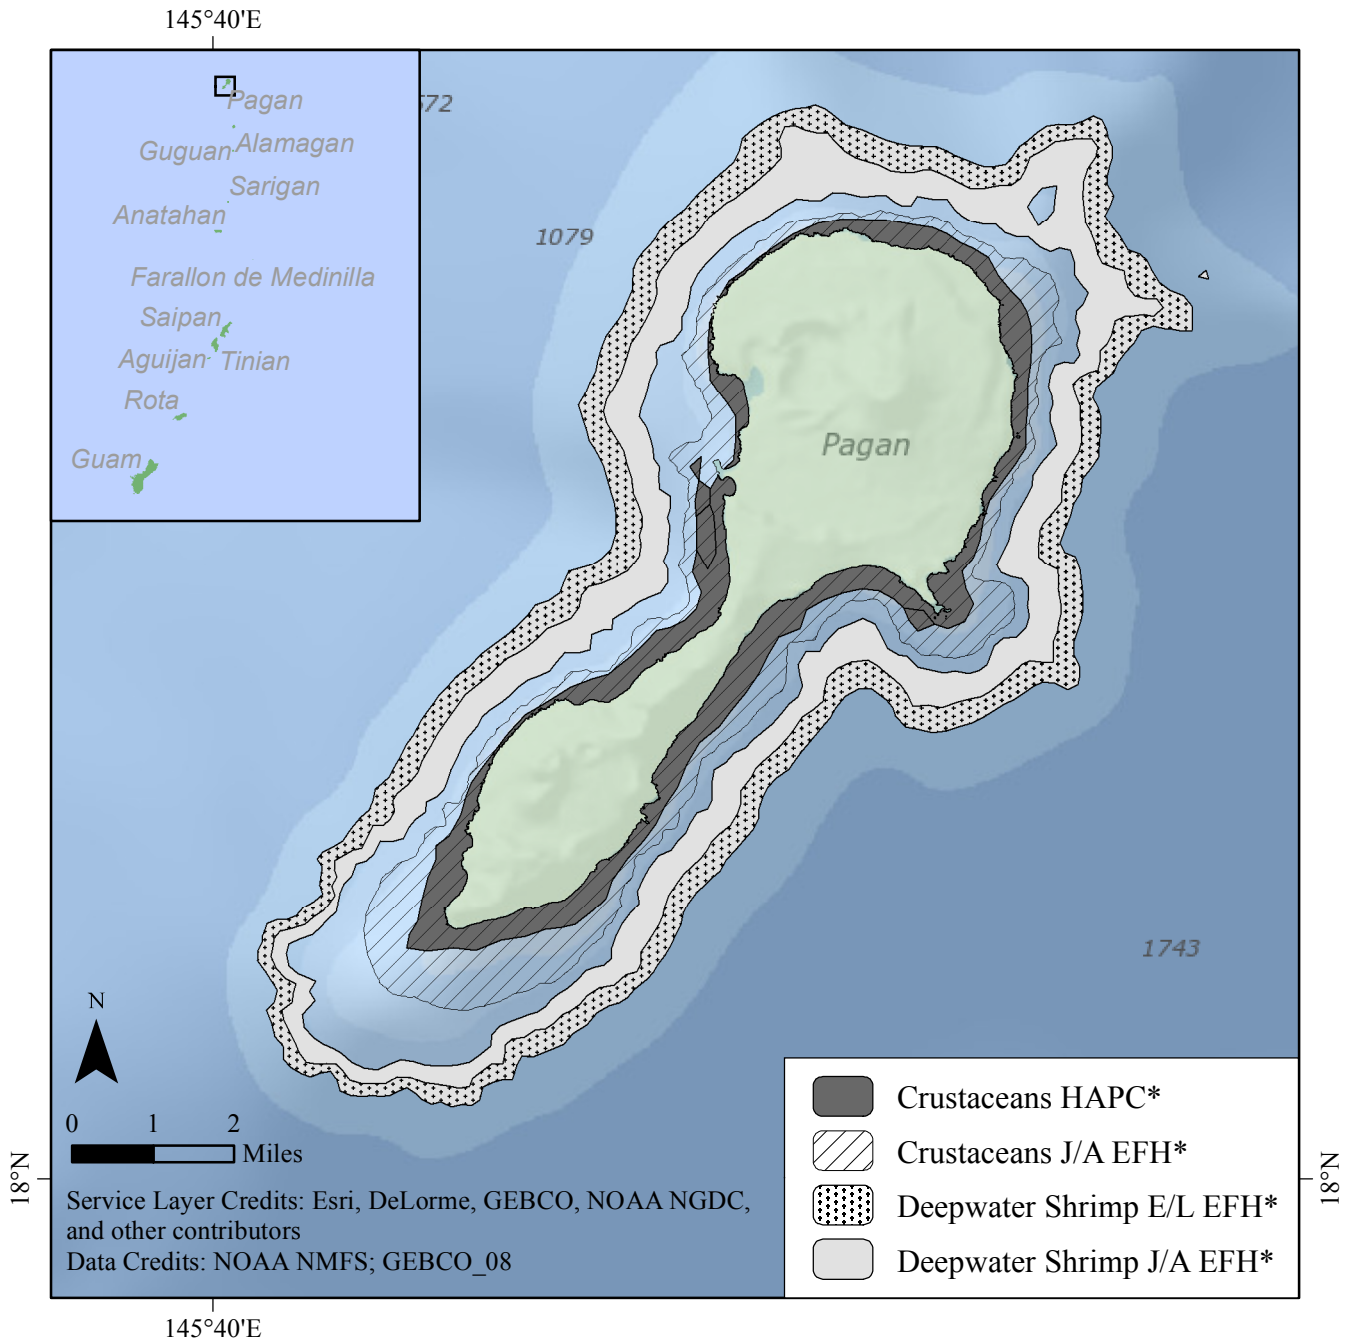 145°40'E
Pagan
Alamagan
Guguan
Sarigan
Anatahan
Farallon de Medinilla
Saipan
Aguijan
Tinian
Rota
Guam
1079
Pagan
1743
N
0 1 2
Miles
18°N
18°N
Service Layer Credits: Esri, DeLorme, GEBCO, NOAA NGDC,
and other contributors
Data Credits: NOAA NMFS; GEBCO_08
Crustaceans HAPC*
Crustaceans J/A EFH*
Deepwater Shrimp E/L EFH*
Deepwater Shrimp J/A EFH*
145°40'E